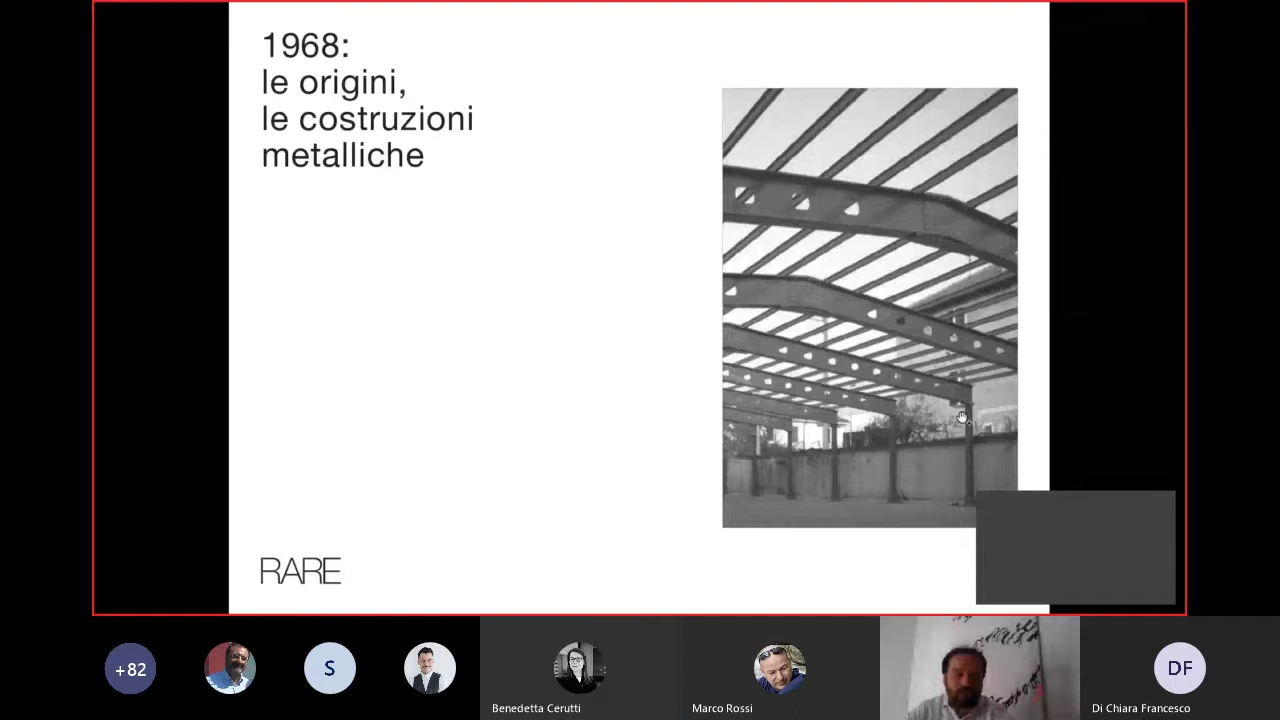 1968:
le origini,
le costruzioni
metalliche
RARE
+82
S
DF
Benedetta Cerutti
Marco Rossi
Di Chiara Francesco